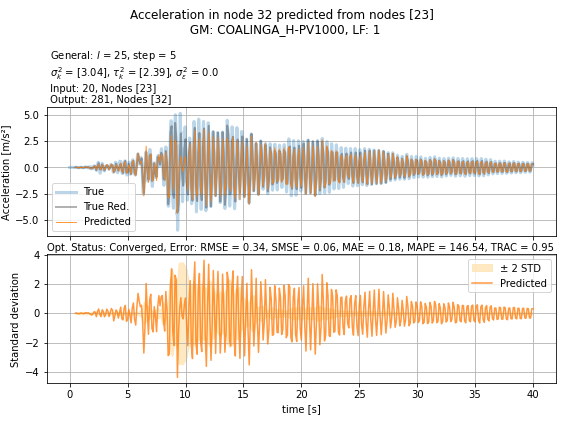 Acceleration in node 32 predicted from nodes [23]
GM: COALINGA_H-PV1000, LF: 1
General: l = 25, step = 5
σ²ₖ = [3.04], τ²ₖ = [2.39], σ²ᵣ = 0.0
Input: 20, Nodes [23]
Output: 281, Nodes [32]
Acceleration [m/s²]
5.0
2.5
0.0
−2.5
−5.0
True
True Red.
Predicted
Opt. Status: Converged, Error: RMSE = 0.34, SMSE = 0.06, MAE = 0.18, MAPE = 146.54, TRAC = 0.95
Standard deviation
4
2
0
−2
−4
± 2 STD
Predicted
0 5 10 15 20 25 30 35 40
time [s]